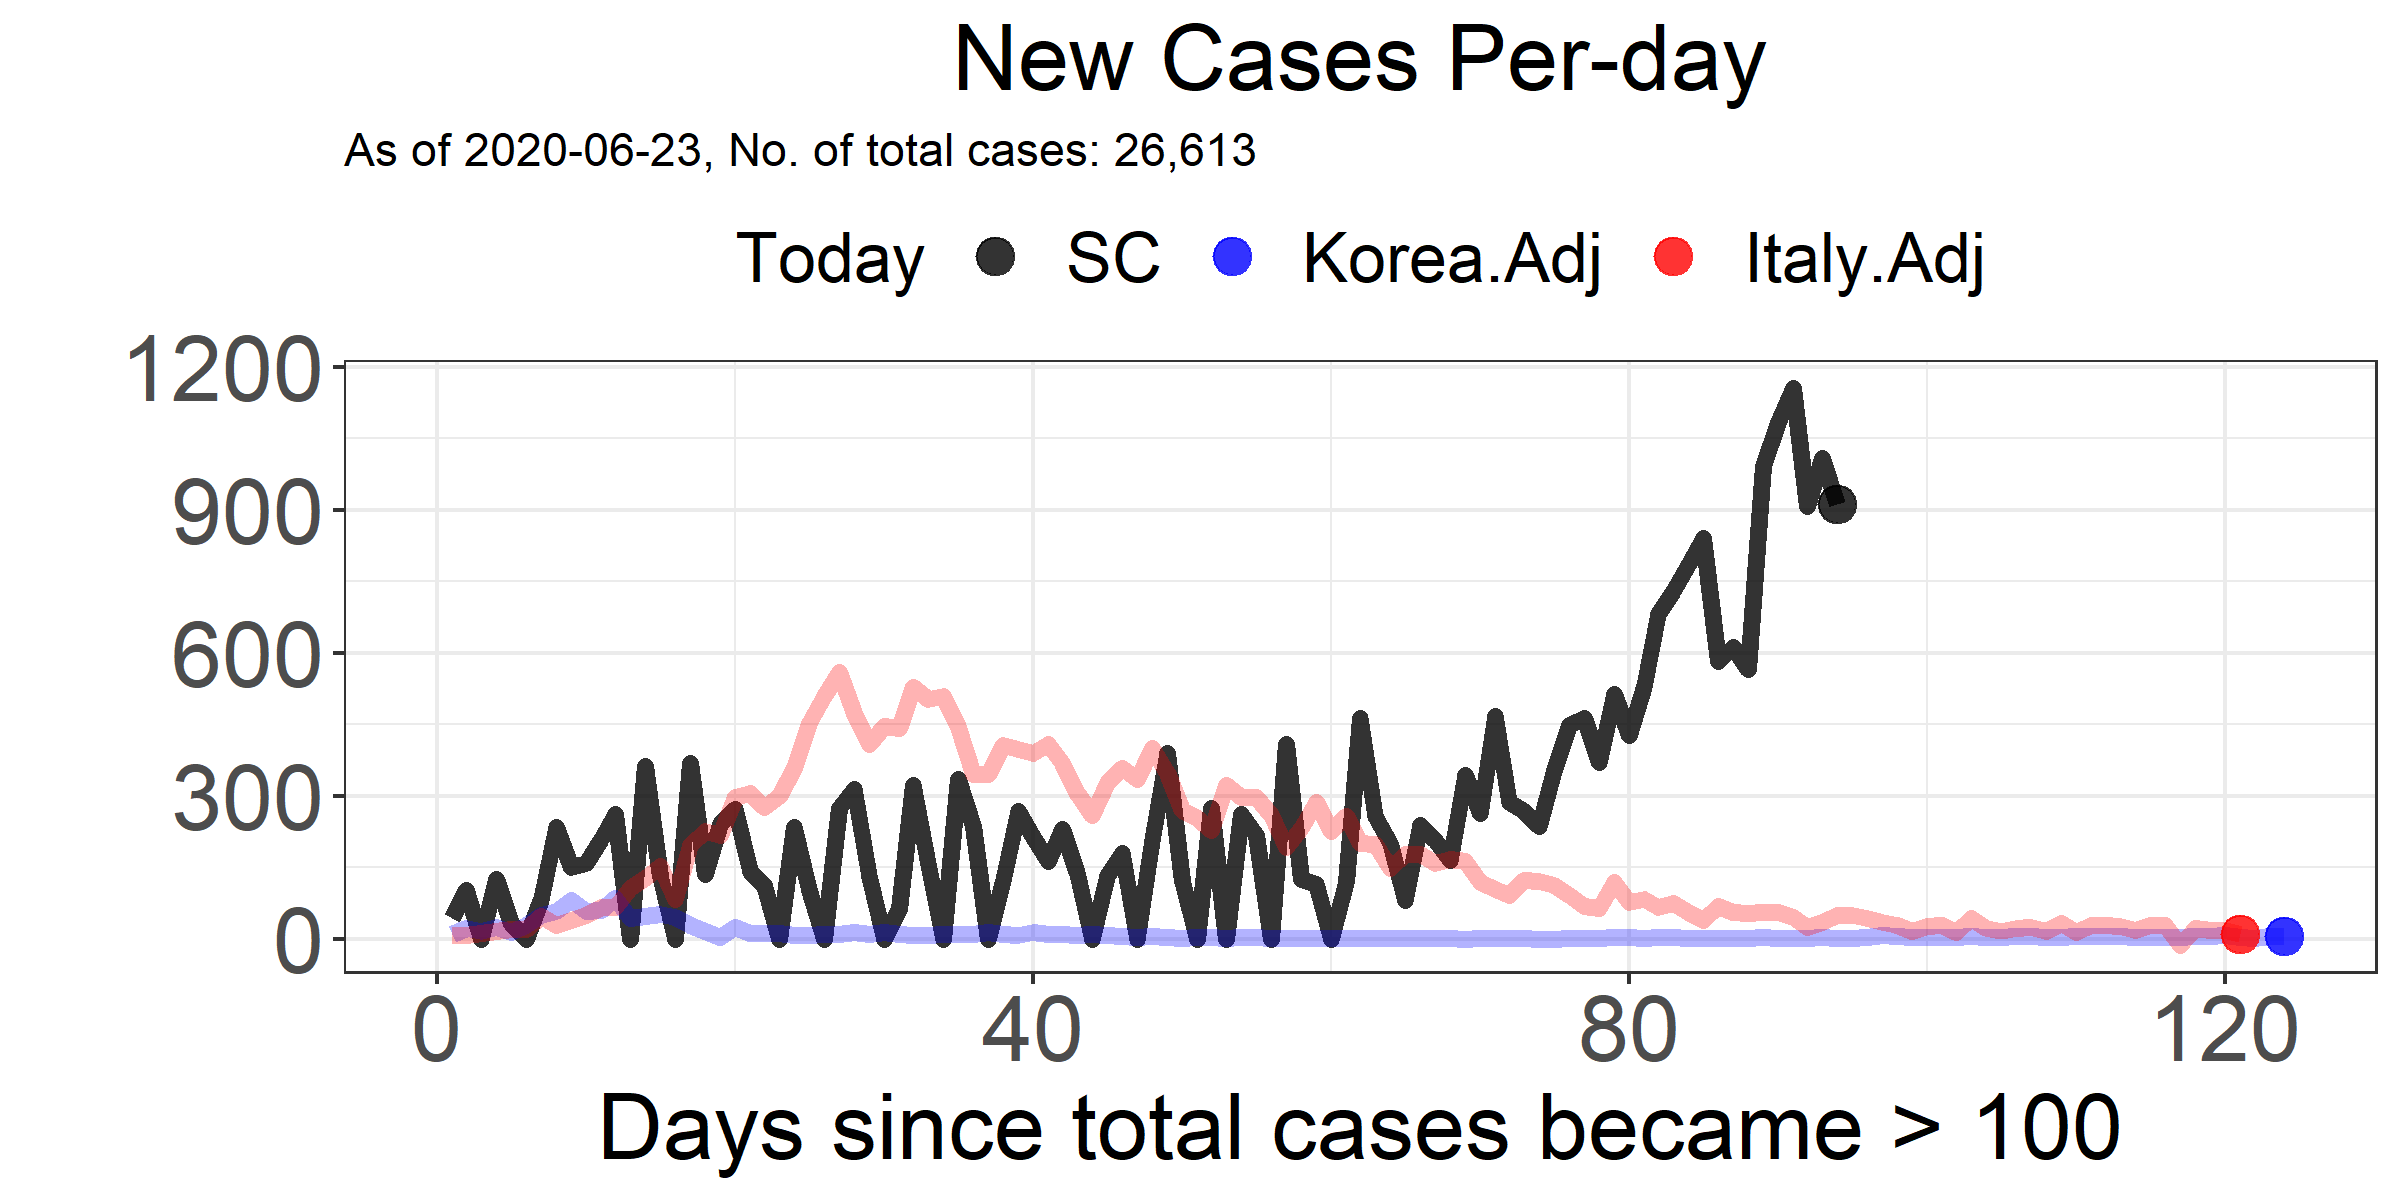 New Cases Per-day
As of 2020-06-23, No. of total cases: 26,613
Today SC Korea.Adj Italy.Adj
1200
900
600
300
0
0 40 80 120
Days since total cases became > 100